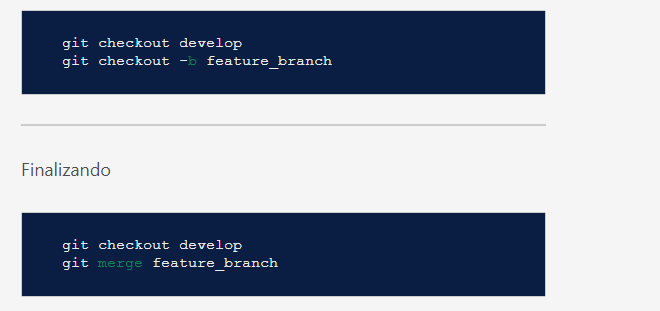 git checkout develop
git checkout -b feature_branch
Finalizando
git checkout develop
git merge feature_branch